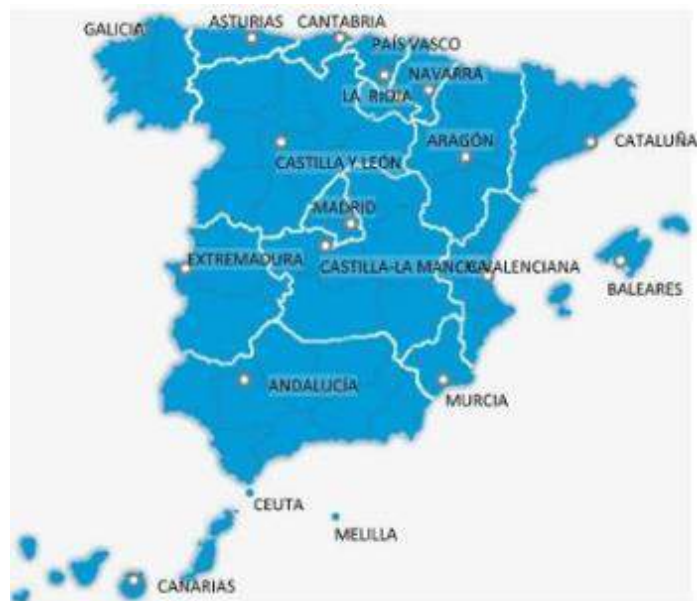 ASTURIAS CANTABRIA
GALICIA
PAÍS VASCO
NAVARRA
LA RIOJA
ARAGÓN
CATALUÑA
CASTILLA Y LEÓN
MADRID
EXTREMADURA
CASTILLA-LA MANCHA
VALENCIANA
BALEARES
ANDALUCÍA
MURCIA
CEUTA
MELILLA
CANARIAS